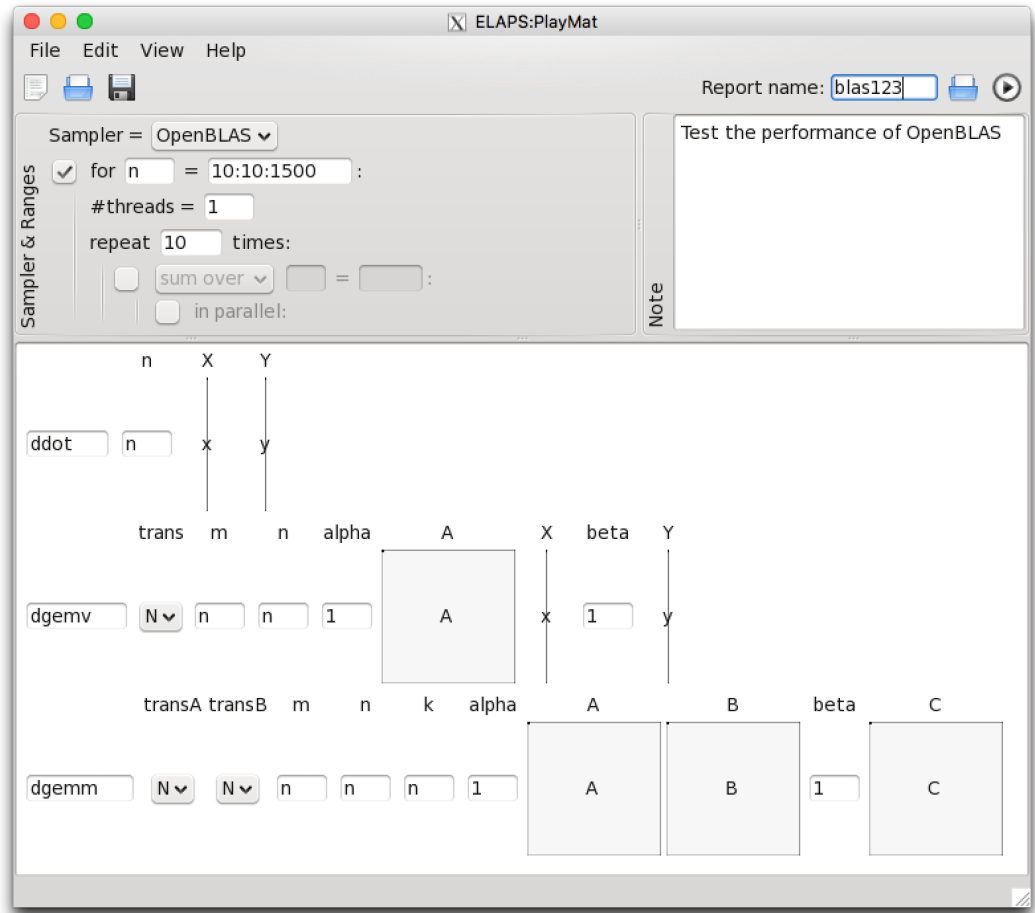 ELAPS:PlayMat
File Edit View Help
Report name: blas123
Sampler & Ranges
Sampler = OpenBLAS
for n = 10:10:1500 :
#threads = 1
repeat 10 times:
sum over = :
in parallel:
Note
Test the performance of OpenBLAS
n X Y
ddot n x y
trans m n alpha A X beta Y
dgemv N n n 1 A x 1 y
transA transB m n k alpha A B beta C
dgemm N N n n n 1 A B 1 C